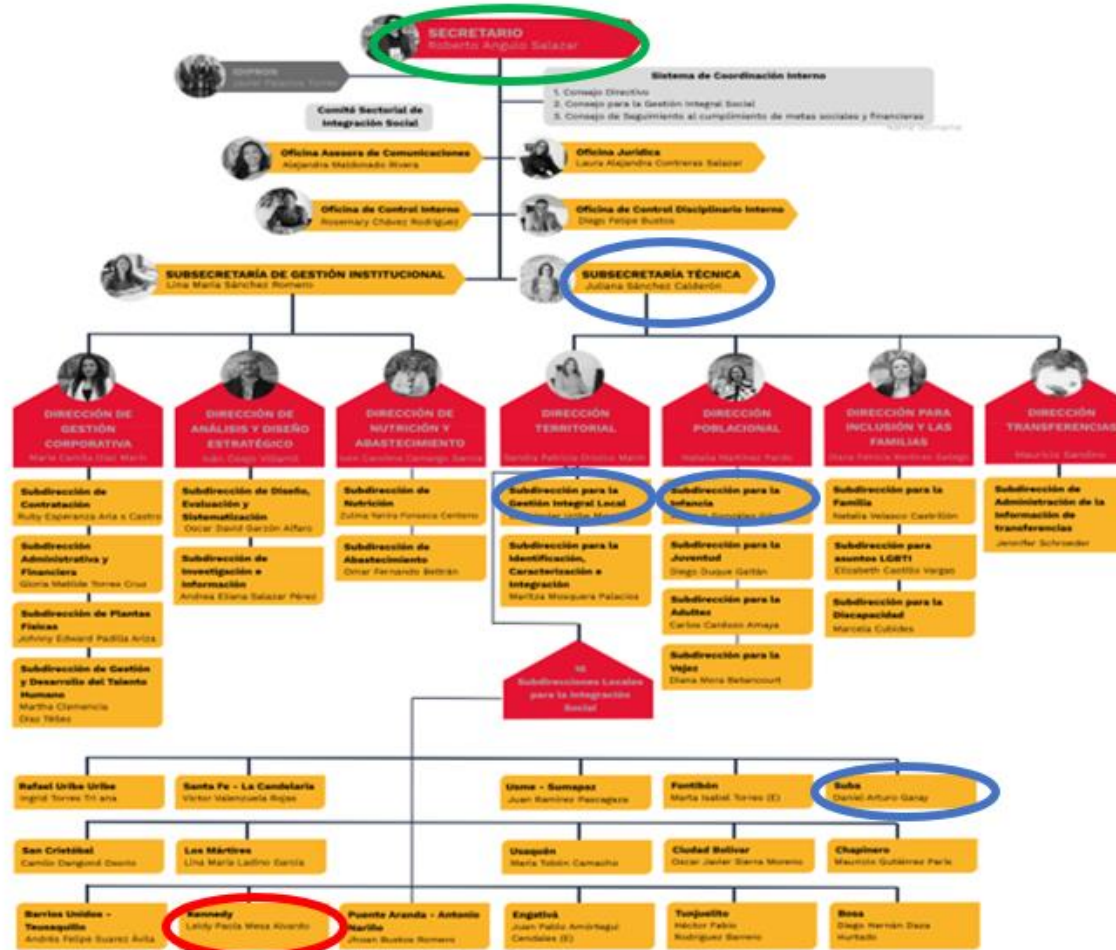 SECRETARIO
Roberto Angulo Salazar
IDIPRON
Sistema de Coordinación Interno
1. Consejo Directivo
2. Consejo para la Gestión Integral Social
3. Consejo de Seguimiento al cumplimiento de metas sociales y financieras
Comité Sectorial de
Integración Social
Oficina Asesora de Comunicaciones
Alejandra Maldonado Rivera
Oficina Jurídica
Laura Alejandra Contreras Salazar
Oficina de Control Interno
Rosemary Chávez Rodríguez
Oficina de Control Disciplinario Interno
Diego Felipe Bustos
SUBSECRETARÍA DE GESTIÓN INSTITUCIONAL
Lina María Sánchez Romero
SUBSECRETARÍA TÉCNICA
Juliana Sánchez Calderón
DIRECCIÓN DE
GESTIÓN
CORPORATIVA
DIRECCIÓN DE
ANÁLISIS Y DISEÑO
ESTRATÉGICO
DIRECCIÓN DE
NUTRICIÓN Y
ABASTECIMIENTO
DIRECCIÓN
TERRITORIAL
DIRECCIÓN
POBLACIONAL
Natalia Martínez Pardo
DIRECCIÓN PARA
INCLUSIÓN Y LAS
FAMILIAS
DIRECCIÓN
TRANSFERENCIAS
Mauricio Sandino
Subdirección de
Contratación
Subdirección
Administrativa y
Financiera
Gloria Matilde Torres Cruz
Subdirección de Plantas
Físicas
Johnny Edward Padilla Ariza
Subdirección de Gestión
y Desarrollo del Talento
Humano
Martha Clemencia
Díaz Téllez
Subdirección de Diseño,
Evaluación y
Sistematización
Oscar David Garzón Alfaro
Subdirección de
Investigación e
Información
Andrea Eliana Salazar Pérez
Subdirección de
Nutrición
Zulma Yanira Fonseca Centeno
Subdirección de
Abastecimiento
Omar Fernando Beltrán
Subdirección para la
Gestión Integral Local
Subdirección para la
Identificación,
Caracterización e
Integración
Maritza Mosquera Palacios
Subdirección para la
Infancia
Subdirección para la
Juventud
Diego Duque Gaitán
Subdirección para la
Adultez
Carlos Cardozo Amaya
Subdirección para la
Vejez
Diana Mora Betancourt
Subdirección para la
Familia
Natalia Velasco Castrillón
Subdirección para
asuntos LGBTI
Elizabeth Castillo Vargas
Subdirección para la
Discapacidad
Marcela Cubides
Subdirección de
Administración de la
Información de
transferencias
Jennifer Schroeder
16
Subdirecciones Locales
para la Integración
Social
Rafael Uribe Uribe
Santa Fe - La Candelaria
Víctor Valenzuela Rojas
Usme - Sumapaz
Juan Ramírez Pascagaza
Fontibón
Marta Isabel Torres (E)
Suba
Daniel Arturo Garay
San Cristóbal
Camilo Dangond Osorio
Los Mártires
Lina María Ladino García
Usaquén
María Tobón Camacho
Ciudad Bolívar
Oscar Javier Sierra Moreno
Chapinero
Mauricio Gutiérrez París
Barrios Unidos -
Teusaquillo
Andrés Felipe Suarez Ávila
Kennedy
Leidy Paola Mesa Alvardo
Puente Aranda - Antonio
Nariño
Jhoan Bustos Romero
Engativá
Juan Pablo Amórtegui
Cendales (E)
Tunjuelito
Héctor Fabio
Rodríguez Barrero
Bosa
Diego Hernán Daza
Hurtado